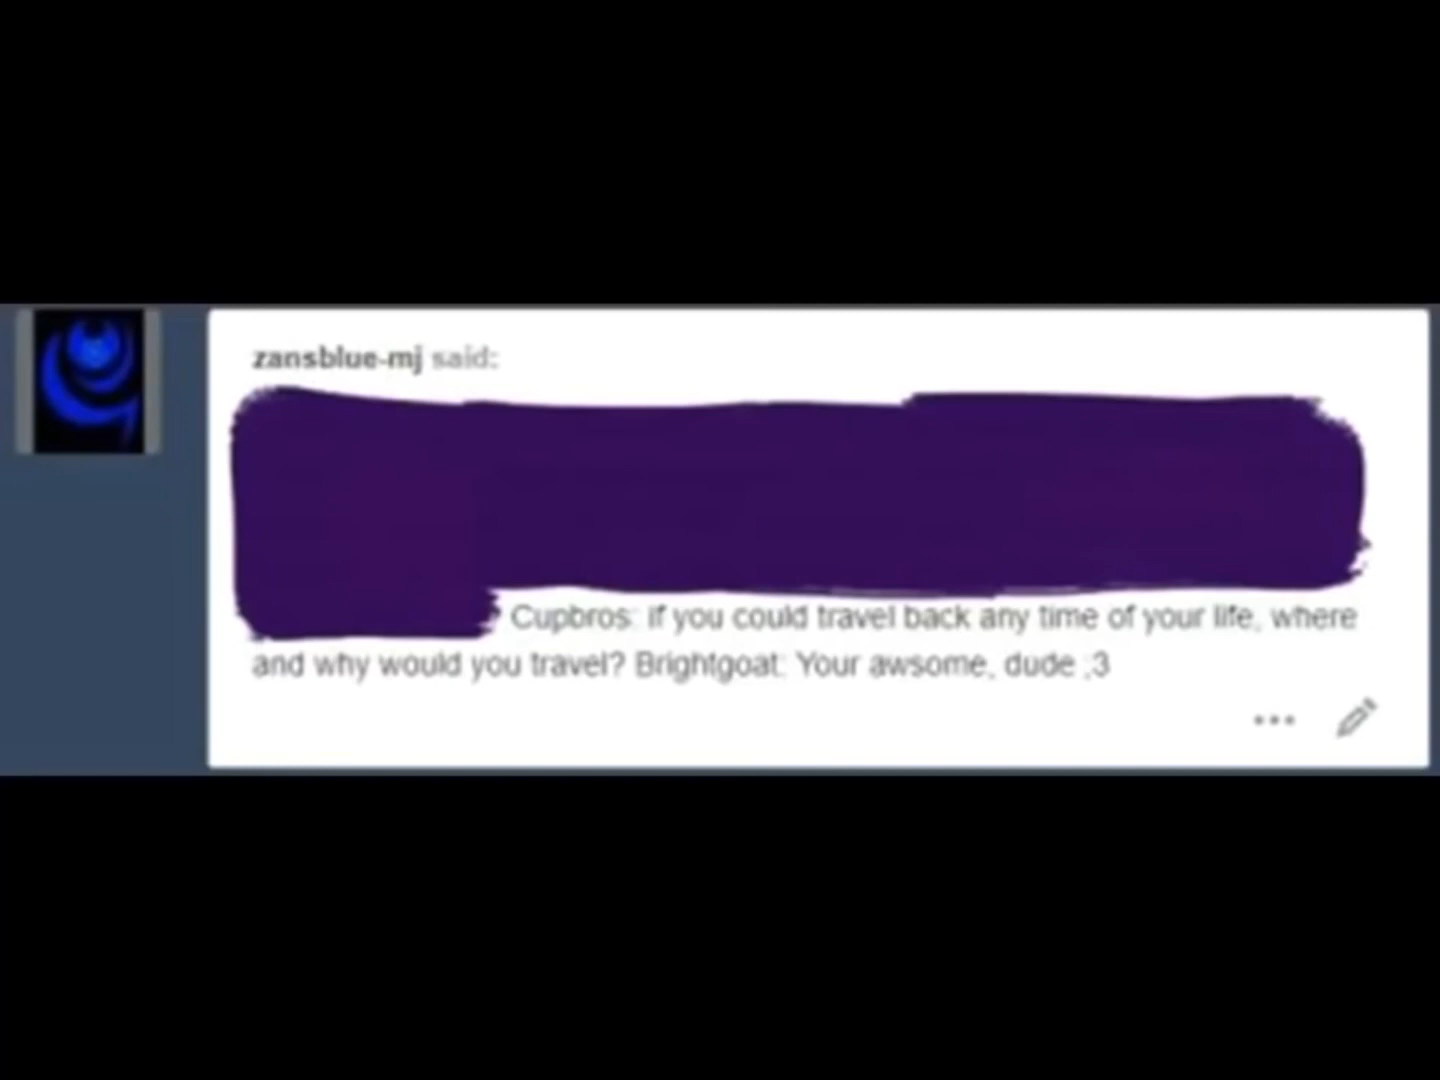 zansblue-mj said:
Cupbros: if you could travel back any time of your life, where
and why would you travel? Brightgoat: Your awsome, dude ;3